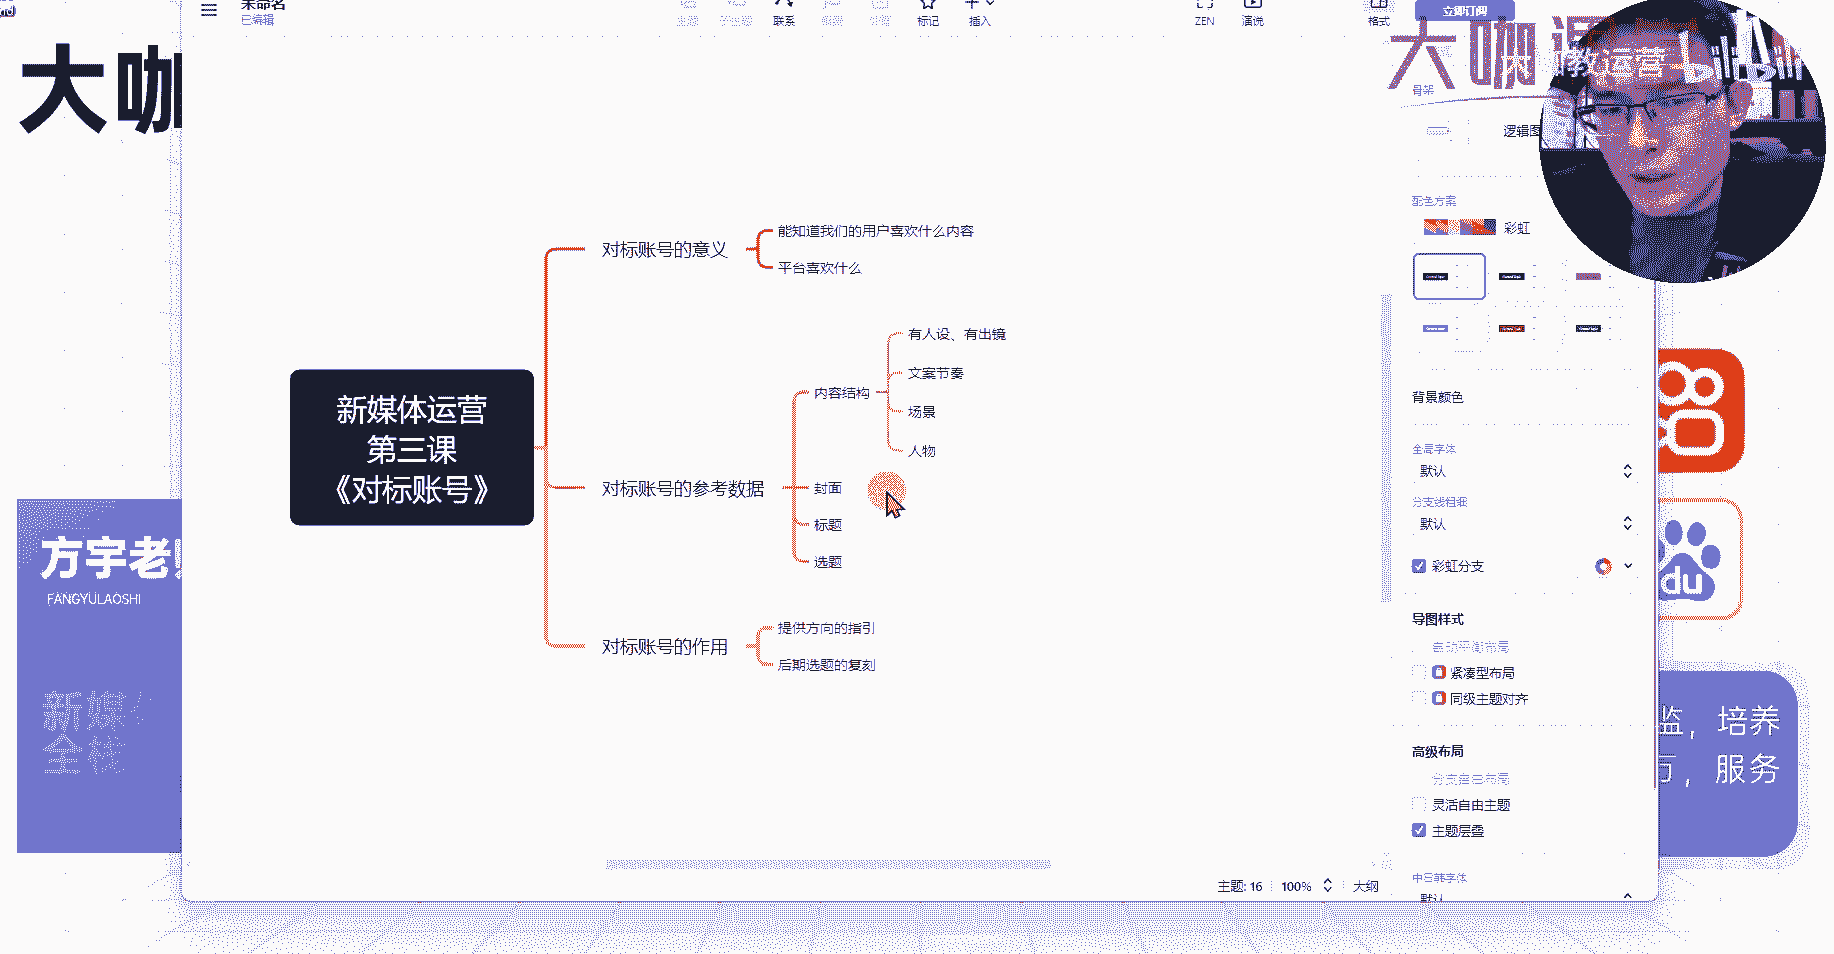 未命名
已编辑
联系
标记
插入
ZEN
演说
格式
立即订阅
大咖
大咖课
运营
bilibili
骨架
逻辑图
配色方案
彩虹
背景颜色
全局字体
默认
分支线粗细
默认
彩虹分支
导图样式
自动平衡布局
紧凑型布局
同级主题对齐
高级布局
分支自由布局
灵活自由主题
主题层叠
中日韩字体
默认
新媒体运营
第三课
《对标账号》
对标账号的意义
能知道我们的用户喜欢什么内容
平台喜欢什么
对标账号的参考数据
内容结构
有人设、有出镜
文案节奏
场景
人物
封面
标题
选题
对标账号的作用
提供方向的指引
后期选题的复刻
主题: 16
100%
大纲
方宇老师
FANGYULAOSHI
新媒体
全栈
du
监，培养
万，服务